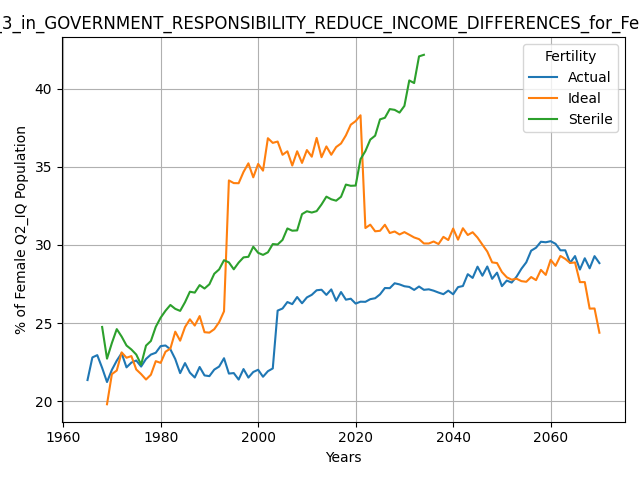 _3_in_GOVERNMENT_RESPONSIBILITY_REDUCE_INCOME_DIFFERENCES_for_Fe
Fertility
Actual
Ideal
Sterile
% of Female Q2_IQ Population
40
35
30
25
20
1960
1980
2000
2020
2040
2060
Years